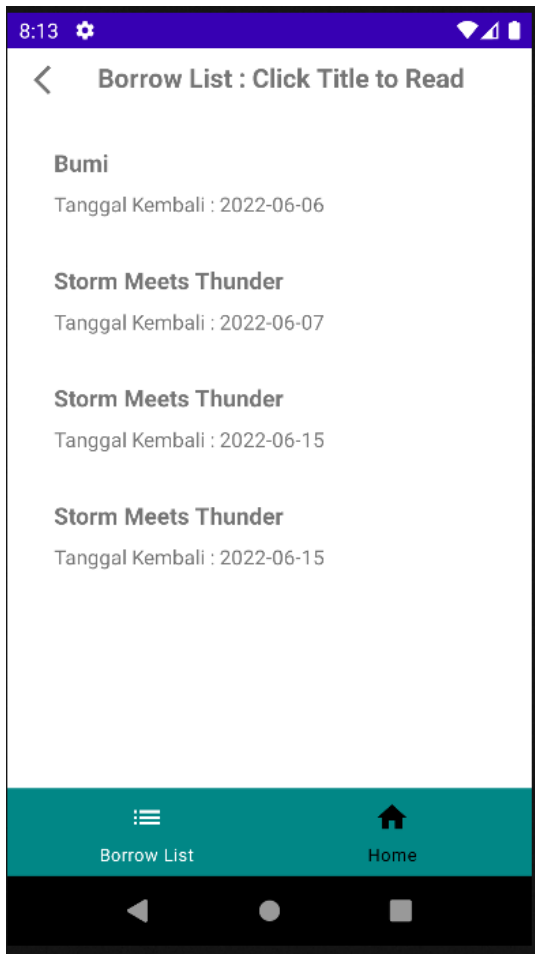 8:13
Borrow List : Click Title to Read
Bumi
Tanggal Kembali : 2022-06-06
Storm Meets Thunder
Tanggal Kembali : 2022-06-07
Storm Meets Thunder
Tanggal Kembali : 2022-06-15
Storm Meets Thunder
Tanggal Kembali : 2022-06-15
Borrow List
Home